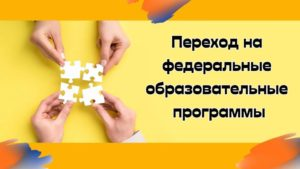 Переход на
федеральные
образовательные
программы